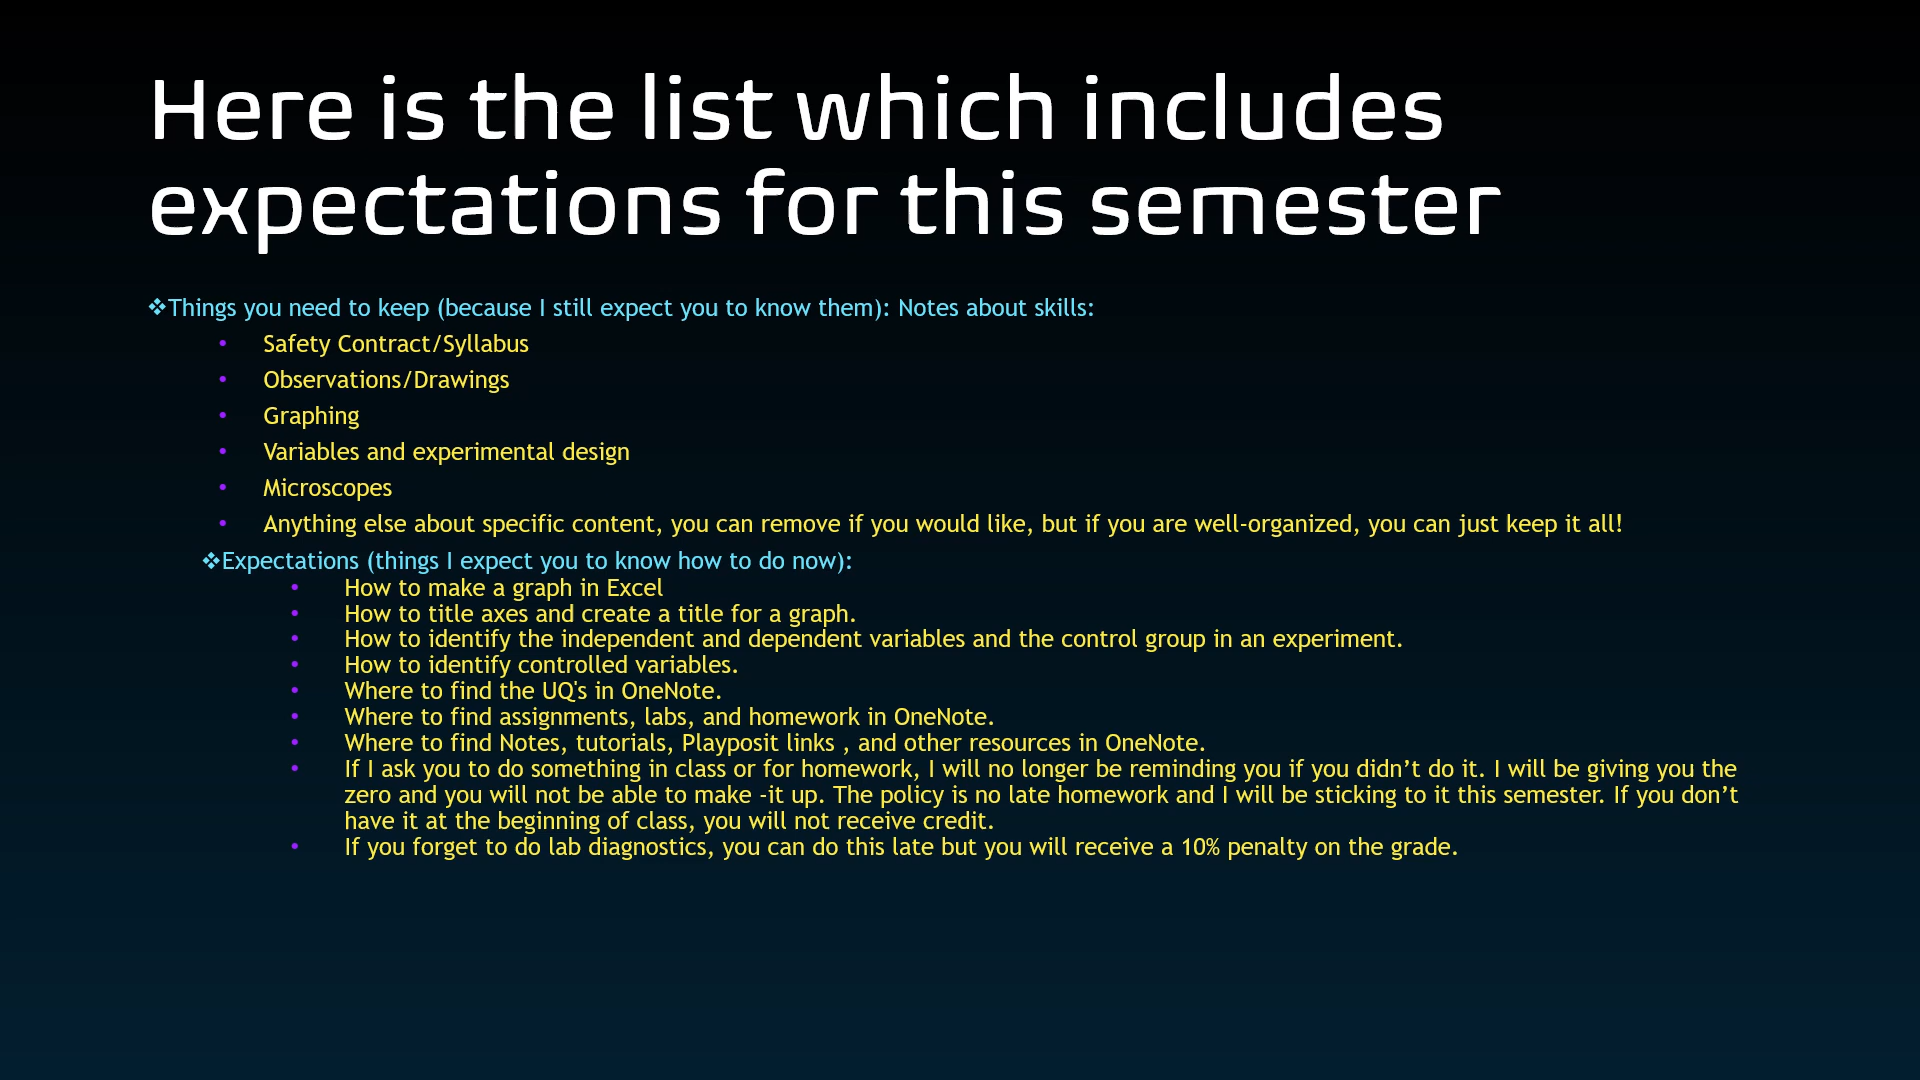 Here is the list which includes
expectations for this semester
❖Things you need to keep (because I still expect you to know them): Notes about skills:
• Safety Contract/Syllabus
• Observations/Drawings
• Graphing
• Variables and experimental design
• Microscopes
• Anything else about specific content, you can remove if you would like, but if you are well-organized, you can just keep it all!
❖Expectations (things I expect you to know how to do now):
• How to make a graph in Excel
• How to title axes and create a title for a graph.
• How to identify the independent and dependent variables and the control group in an experiment.
• How to identify controlled variables.
• Where to find the UQ's in OneNote.
• Where to find assignments, labs, and homework in OneNote.
• Where to find Notes, tutorials, Playposit links , and other resources in OneNote.
• If I ask you to do something in class or for homework, I will no longer be reminding you if you didn’t do it. I will be giving you the
zero and you will not be able to make -it up. The policy is no late homework and I will be sticking to it this semester. If you don’t
have it at the beginning of class, you will not receive credit.
• If you forget to do lab diagnostics, you can do this late but you will receive a 10% penalty on the grade.